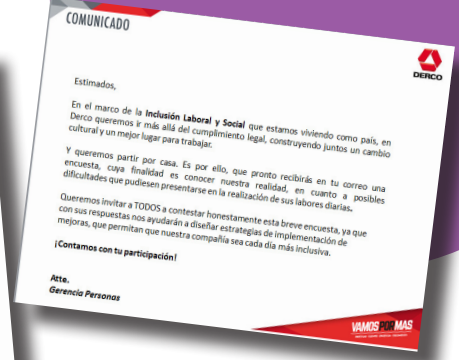 COMUNICADO
DERCO
Estimados,
En el marco de la Inclusión Laboral y Social que estamos viviendo como país, en
Derco queremos ir más allá del cumplimiento legal, construyendo juntos un cambio
cultural y un mejor lugar para trabajar.
Y queremos partir por casa. Es por ello, que pronto recibirás en tu correo una
encuesta, cuya finalidad es conocer nuestra realidad, en cuanto a posibles
dificultades que pudiesen presentarse en la realización de sus labores diarias.
Queremos invitar a TODOS a contestar honestamente esta breve encuesta, ya que
con sus respuestas nos ayudarán a diseñar estrategias de implementación de
mejoras, que permitan que nuestra compañía sea cada día más inclusiva.
¡Contamos con tu participación!
Atte.
Gerencia Personas
VAMOS POR MAS